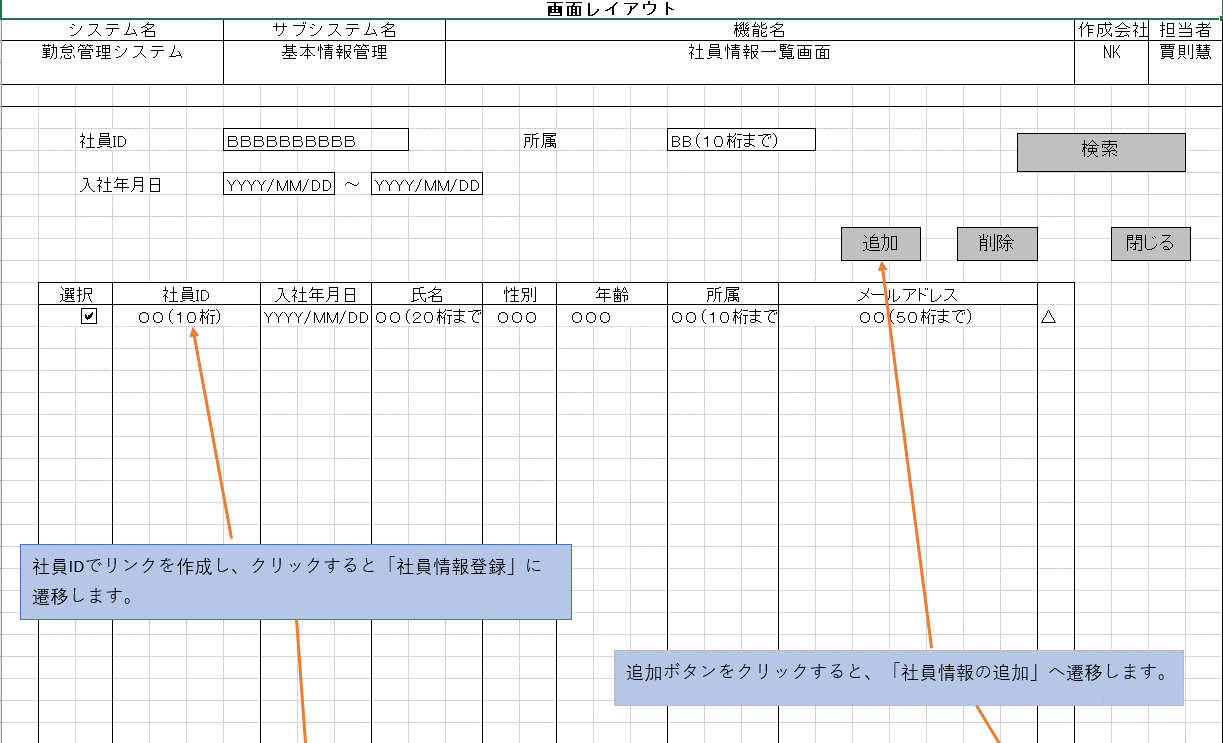 画面レイアウト
システム名 サブシステム名 機能名 作成会社 担当者
勤怠管理システム 基本情報管理 社員情報一覧画面 NK 賈則慧
社員ID BBBBBBBBBB 所属 BB(10桁まで) 検索
入社年月日 YYYY/MM/DD ～ YYYY/MM/DD
追加 削除 閉じる
選択 社員ID 入社年月日 氏名 性別 年齢 所属 メールアドレス
○○(10桁) YYYY/MM/DD ○○(20桁まで ○○○ ○○○ ○○(10桁まで ○○(50桁まで) △
社員IDでリンクを作成し、クリックすると「社員情報登録」に
遷移します。
追加ボタンをクリックすると、「社員情報の追加」へ遷移します。